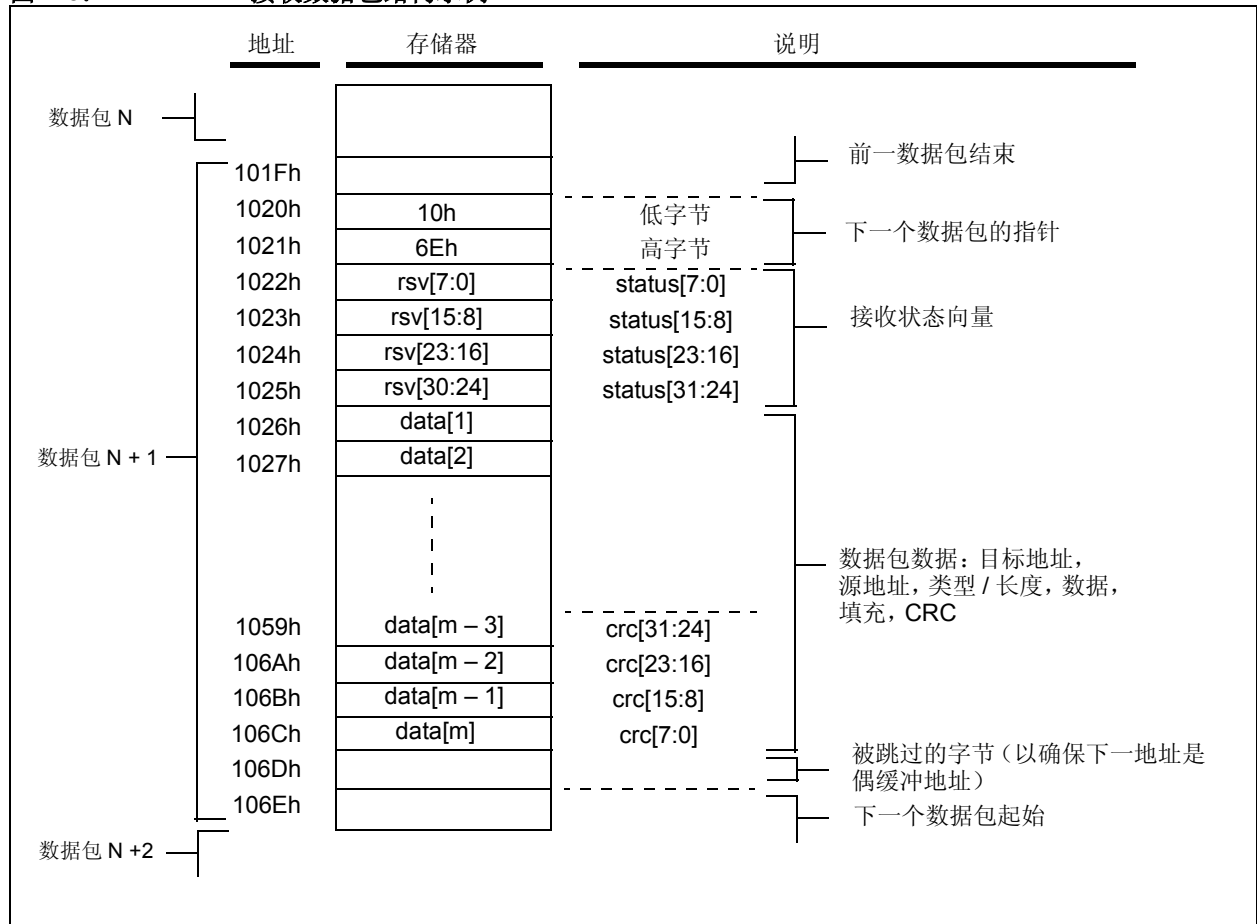 地址 存储器 说明
数据包 N
前一数据包结束
101Fh
1020h 10h 低字节
下一个数据包的指针
1021h 6Eh 高字节
1022h rsv[7:0] status[7:0]
1023h rsv[15:8] status[15:8] 接收状态向量
1024h rsv[23:16] status[23:16]
1025h rsv[30:24] status[31:24]
1026h data[1]
数据包 N + 1 1027h data[2]
数据包数据: 目标地址,
源地址, 类型 / 长度, 数据,
填充, CRC
1059h data[m – 3] crc[31:24]
106Ah data[m – 2] crc[23:16]
106Bh data[m – 1] crc[15:8]
106Ch data[m] crc[7:0]
被跳过的字节(以确保下一地址是
106Dh
偶缓冲地址)
106Eh
下一个数据包起始
数据包 N +2